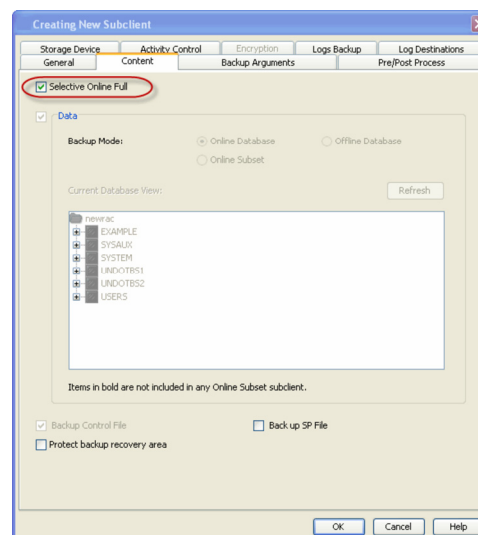 Creating New Subclient
Storage Device Activity Control Encryption Logs Backup Log Destinations
General Content Backup Arguments Pre/Post Process
Selective Online Full
Data
Backup Mode: Online Database Offline Database
Online Subset
Current Database View: Refresh
newrac
EXAMPLE
SYSAUX
SYSTEM
UNDOTBS1
UNDOTBS2
USERS
Items in bold are not included in any Online Subset subclient.
Backup Control File Back up SP File
Protect backup recovery area
OK Cancel Help